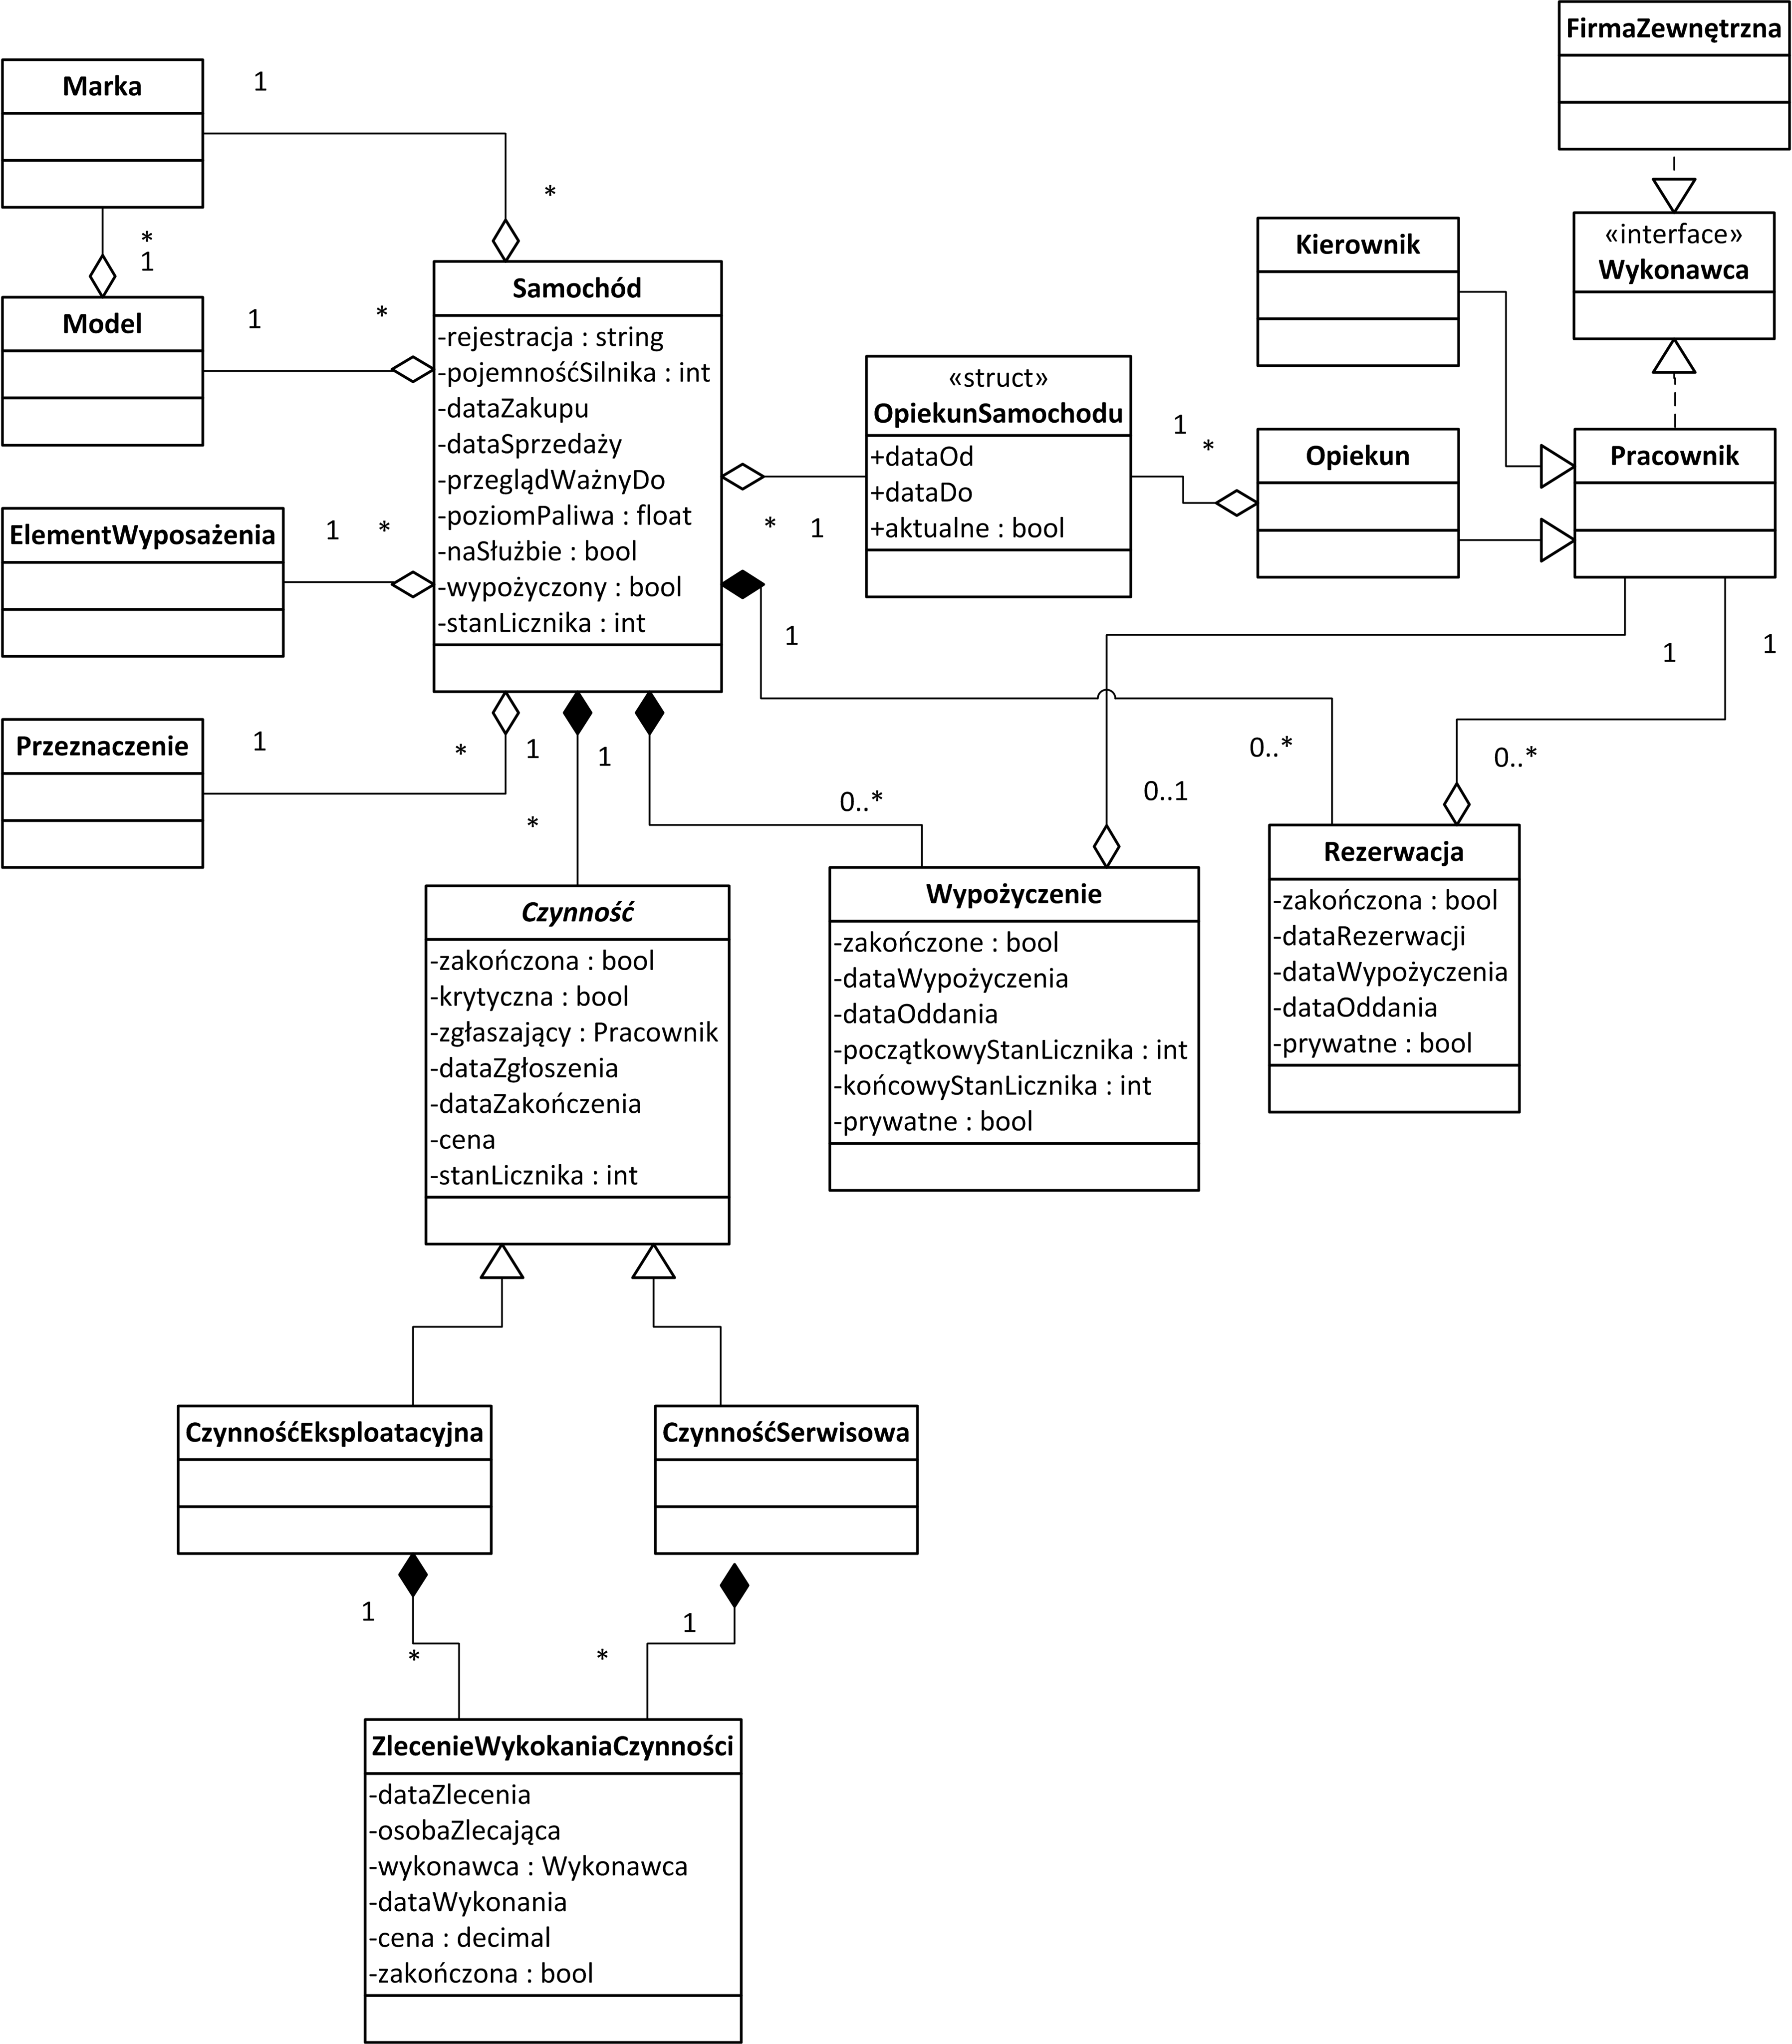 FirmaZewnętrzna
Marka
1
*
«interface»
Wykonawca
Kierownik
*
1
Model
1
*
Samochód
-rejestracja : string
-pojemnośćSilnika : int
-dataZakupu
-dataSprzedaży
-przeglądWażnyDo
-poziomPaliwa : float
-naSłużbie : bool
-wypożyczony : bool
-stanLicznika : int
«struct»
OpiekunSamochodu
+dataOd
+dataDo
+aktualne : bool
1
*
Opiekun
Pracownik
ElementWyposażenia
1
*
*
1
1
1
1
Przeznaczenie
1
*
1
1
*
0..*
0..1
0..*
0..*
Czynność
-zakończona : bool
-krytyczna : bool
-zgłaszający : Pracownik
-dataZgłoszenia
-dataZakończenia
-cena
-stanLicznika : int
Wypożyczenie
-zakończone : bool
-dataWypożyczenia
-dataOddania
-początkowyStanLicznika : int
-końcowyStanLicznika : int
-prywatne : bool
Rezerwacja
-zakończona : bool
-dataRezerwacji
-dataWypożyczenia
-dataOddania
-prywatne : bool
CzynnośćEksploatacyjna
CzynnośćSerwisowa
1
*
1
*
ZlecenieWykokaniaCzynności
-dataZlecenia
-osobaZlecająca
-wykonawca : Wykonawca
-dataWykonania
-cena : decimal
-zakończona : bool